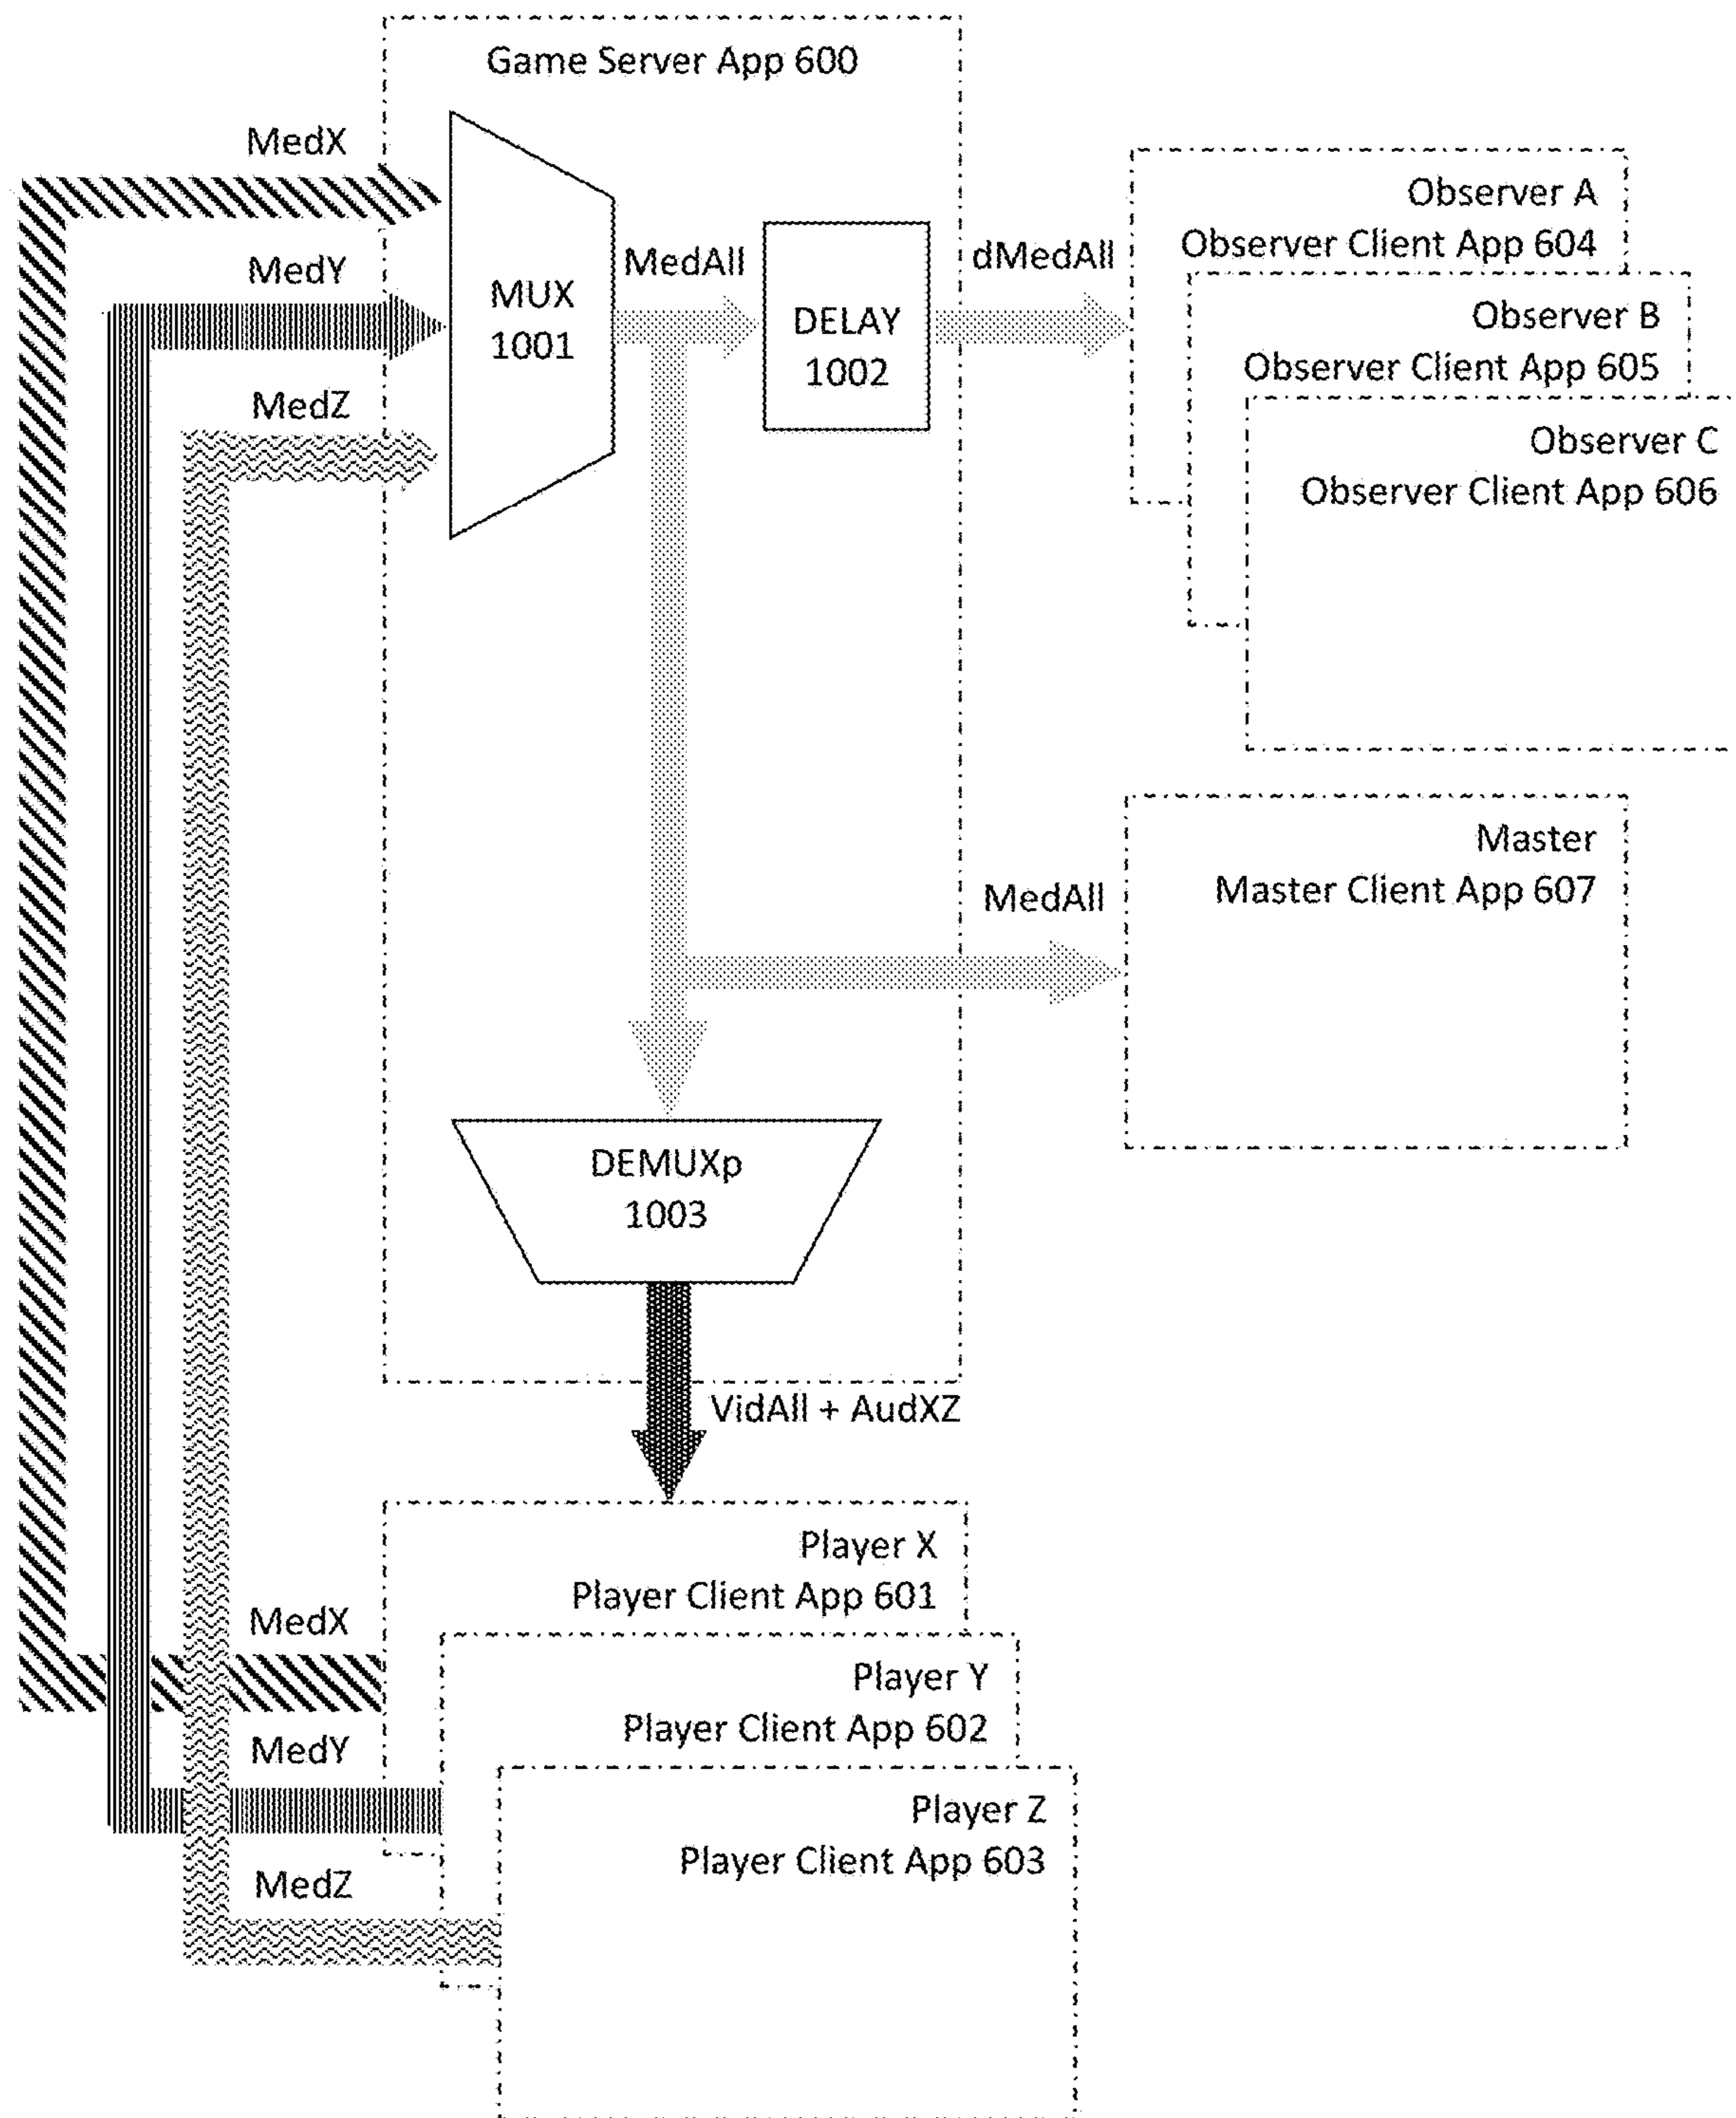 Game Server App 600
MedX
MedY
MedZ
MUX
1001
MedAll
DELAY
1002
dMedAll
Observer A
Observer Client App 604
Observer B
Observer Client App 605
Observer C
Observer Client App 606
Master
Master Client App 607
MedAll
DEMUXp
1003
VidAll + AudXZ
Player X
Player Client App 601
MedX
Player Y
Player Client App 602
MedY
Player Z
Player Client App 603
MedZ